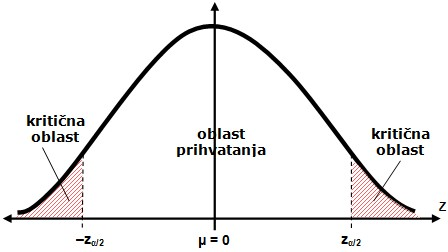 kritična
oblast
oblast
prihvatanja
kritična
oblast
z
−zα/2
μ = 0
zα/2